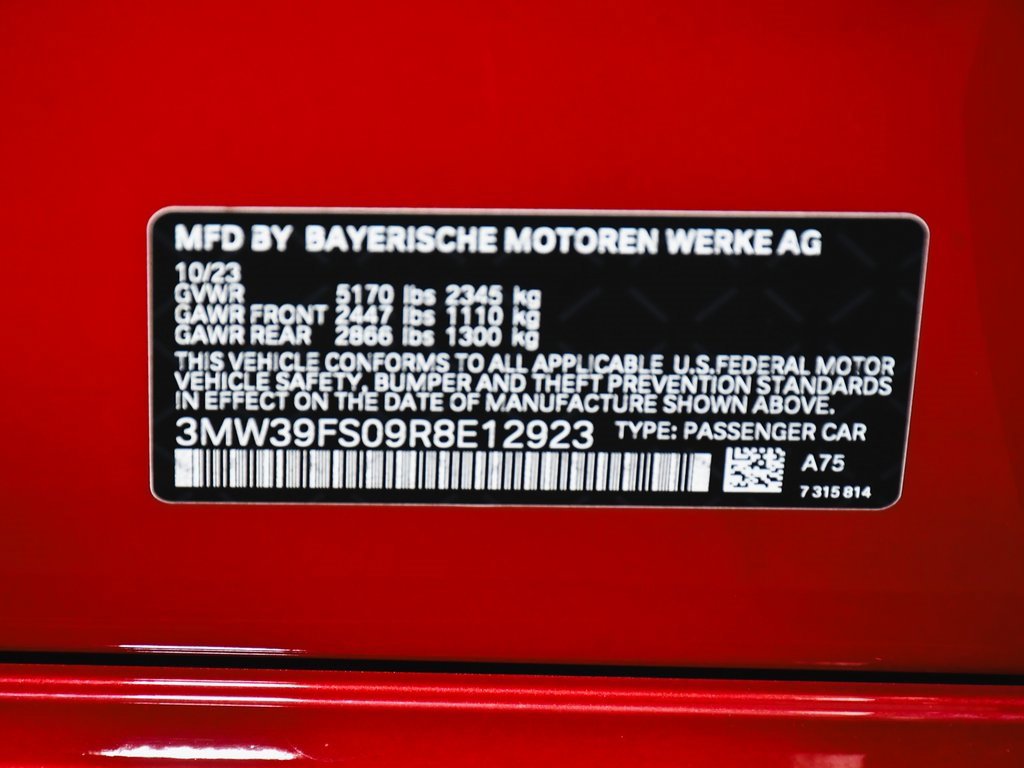 MFD BY BAYERISCHE MOTOREN WERKE AG
10/23
GVWR 5170 lbs 2345 kg
GAWR FRONT 2447 lbs 1110 kg
GAWR REAR 2866 lbs 1300 kg
THIS VEHICLE CONFORMS TO ALL APPLICABLE U.S.FEDERAL MOTOR
VEHICLE SAFETY, BUMPER AND THEFT PREVENTION STANDARDS
IN EFFECT ON THE DATE OF MANUFACTURE SHOWN ABOVE.
3MW39FS09R8E12923 TYPE: PASSENGER CAR
A75
7 315 814